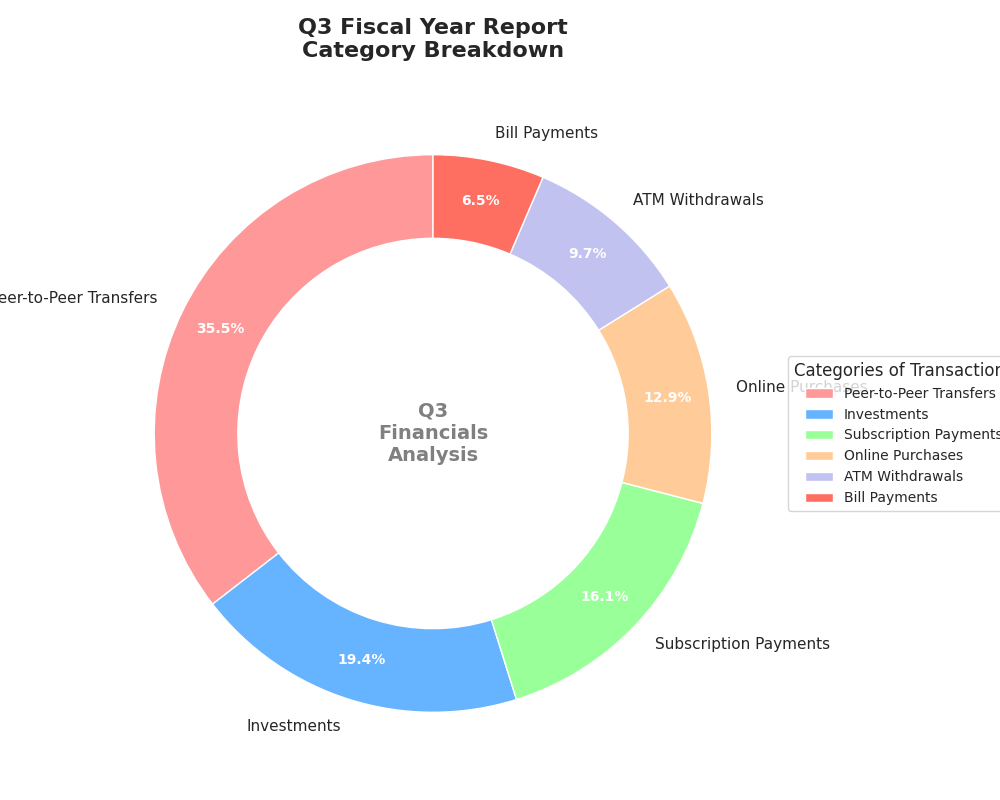 Q3 Fiscal Year Report
Category Breakdown
Bill Payments
ATM Withdrawals
eer-to-Peer Transfers
Online Purchases
Subscription Payments
Investments
6.5%
9.7%
35.5%
12.9%
16.1%
19.4%
Q3
Financials
Analysis
Categories of Transaction
Peer-to-Peer Transfers
Investments
Subscription Payments
Online Purchases
ATM Withdrawals
Bill Payments